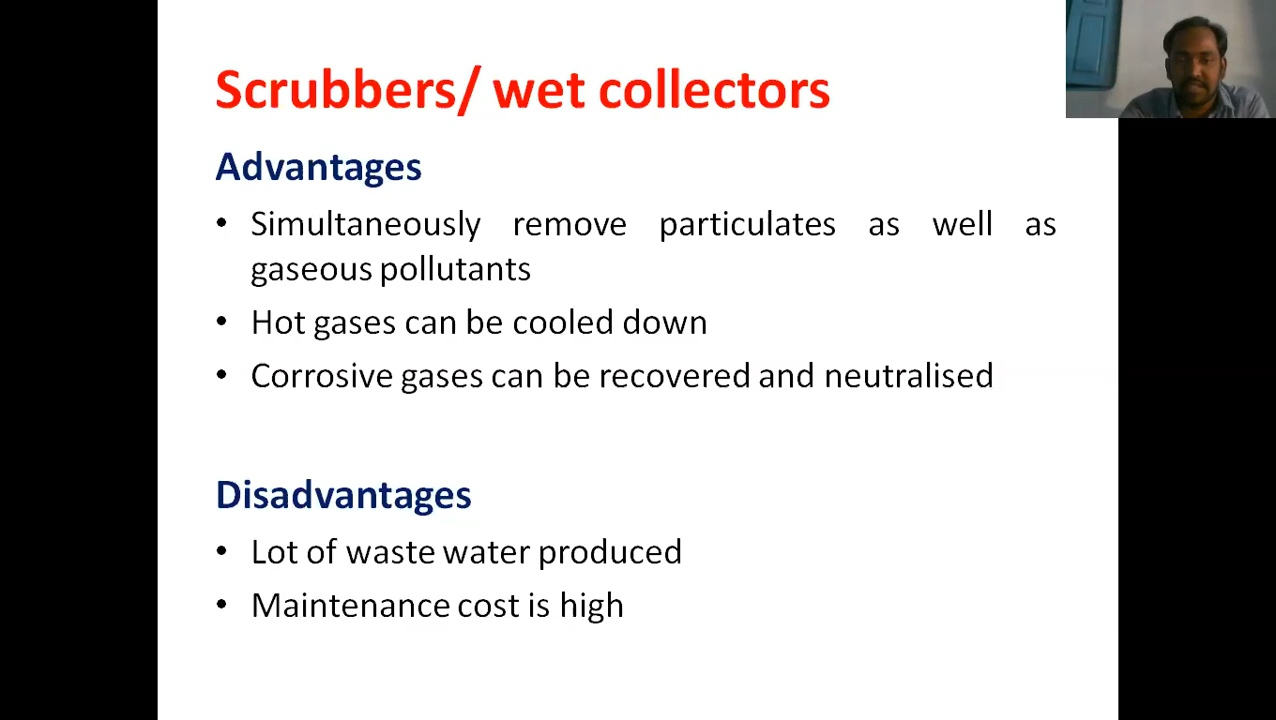 Scrubbers/ wet collectors
Advantages
• Simultaneously remove particulates as well as
gaseous pollutants
• Hot gases can be cooled down
• Corrosive gases can be recovered and neutralised
Disadvantages
• Lot of waste water produced
• Maintenance cost is high